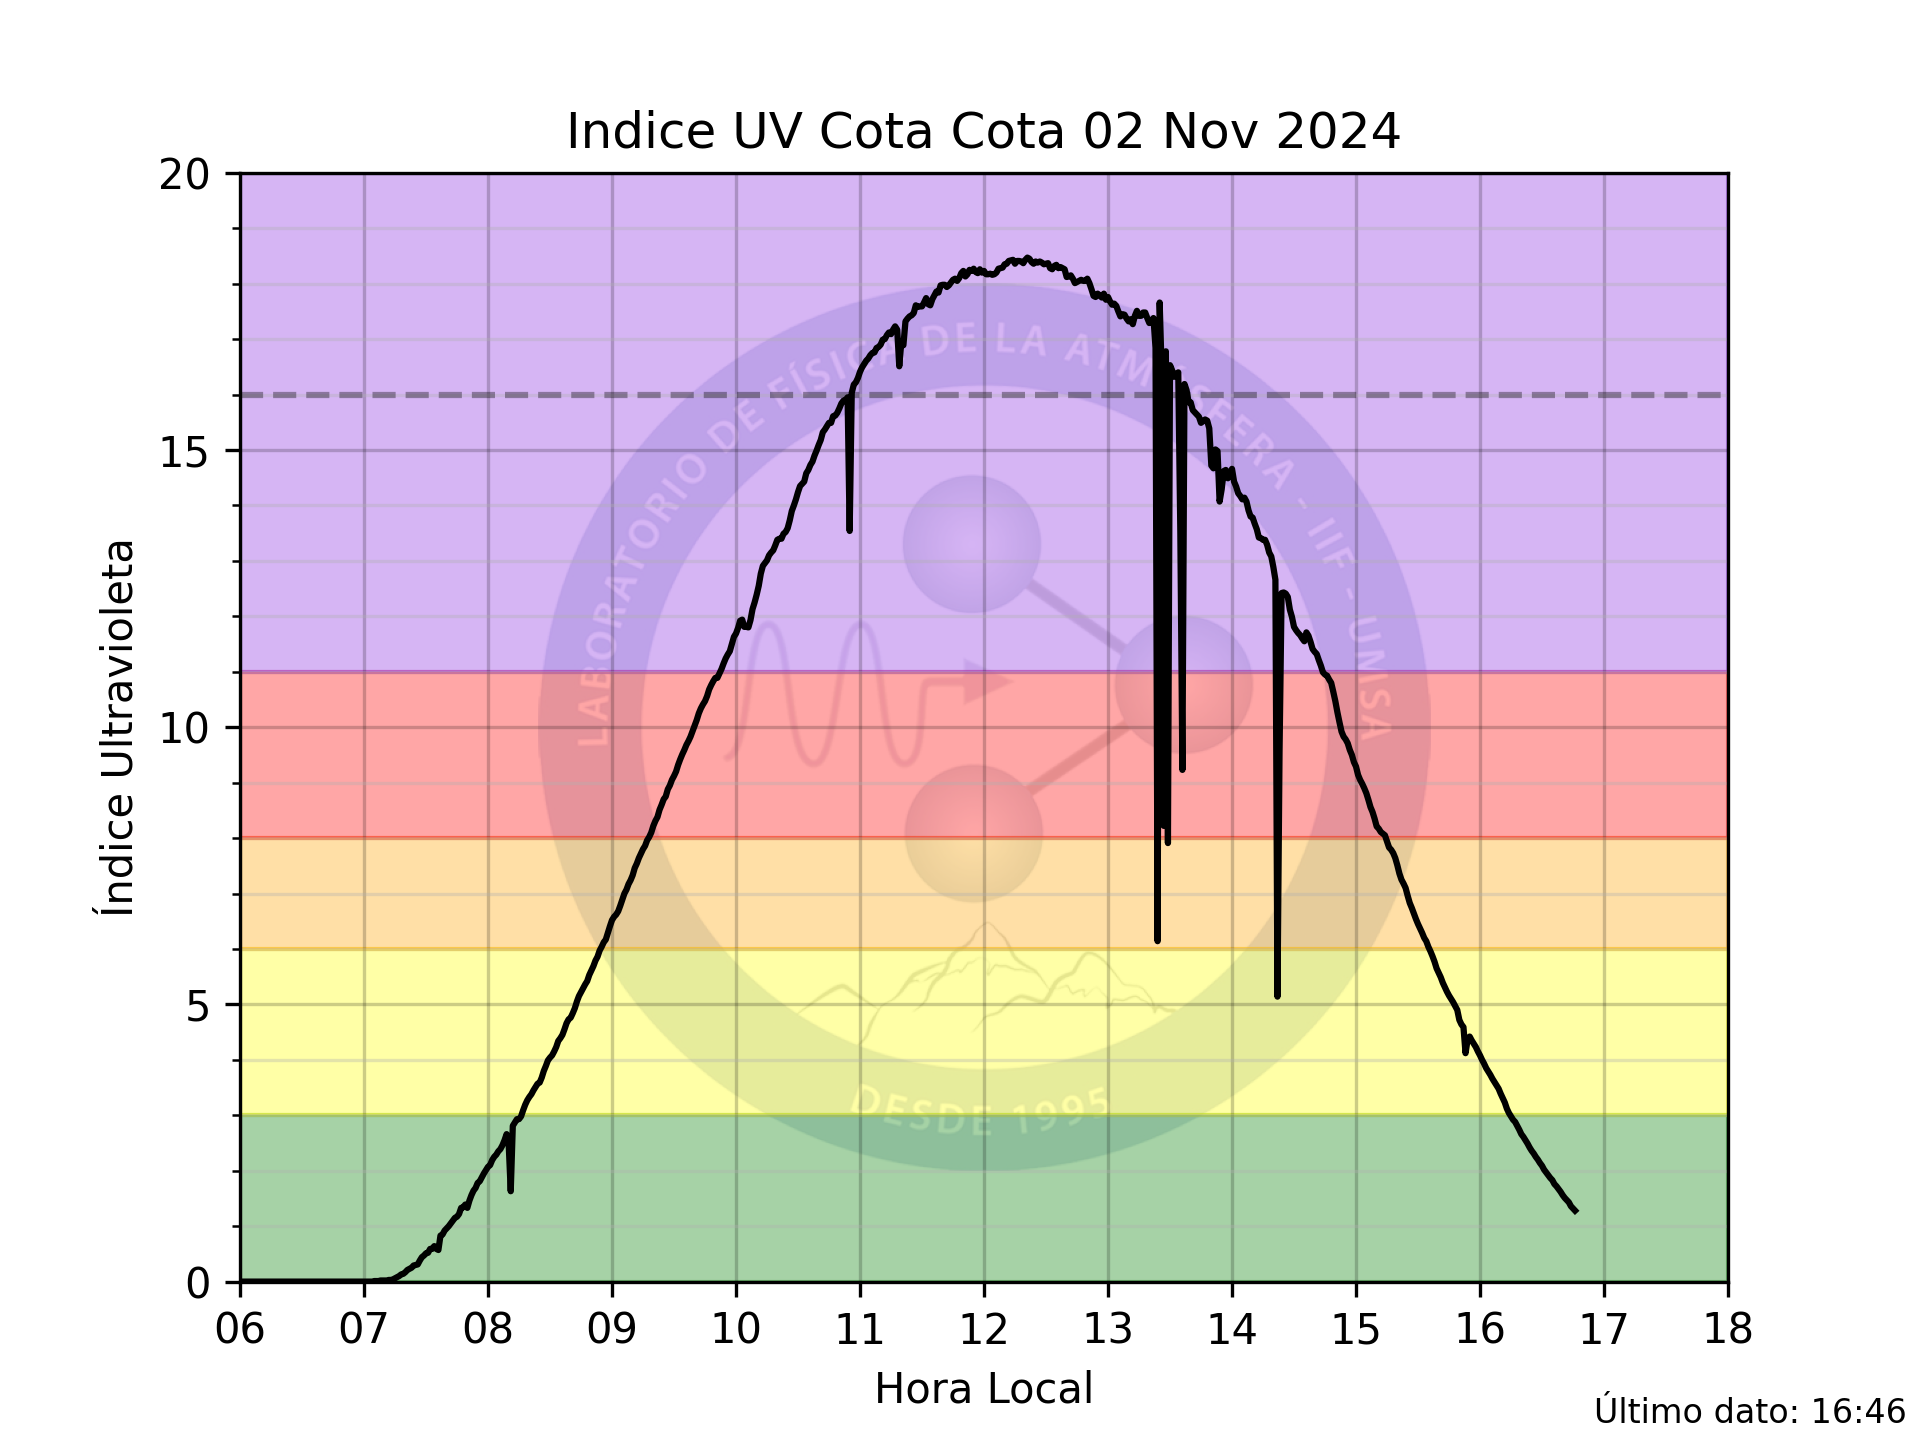 Indice UV Cota Cota 02 Nov 2024
20
15
10
5
0
Índice Ultravioleta
LABORATORIO DE FÍSICA DE LA ATMÓSFERA - IIF - UMSA
DESDE 1995
06 07 08 09 10 11 12 13 14 15 16 17 18
Hora Local
Último dato: 16:46